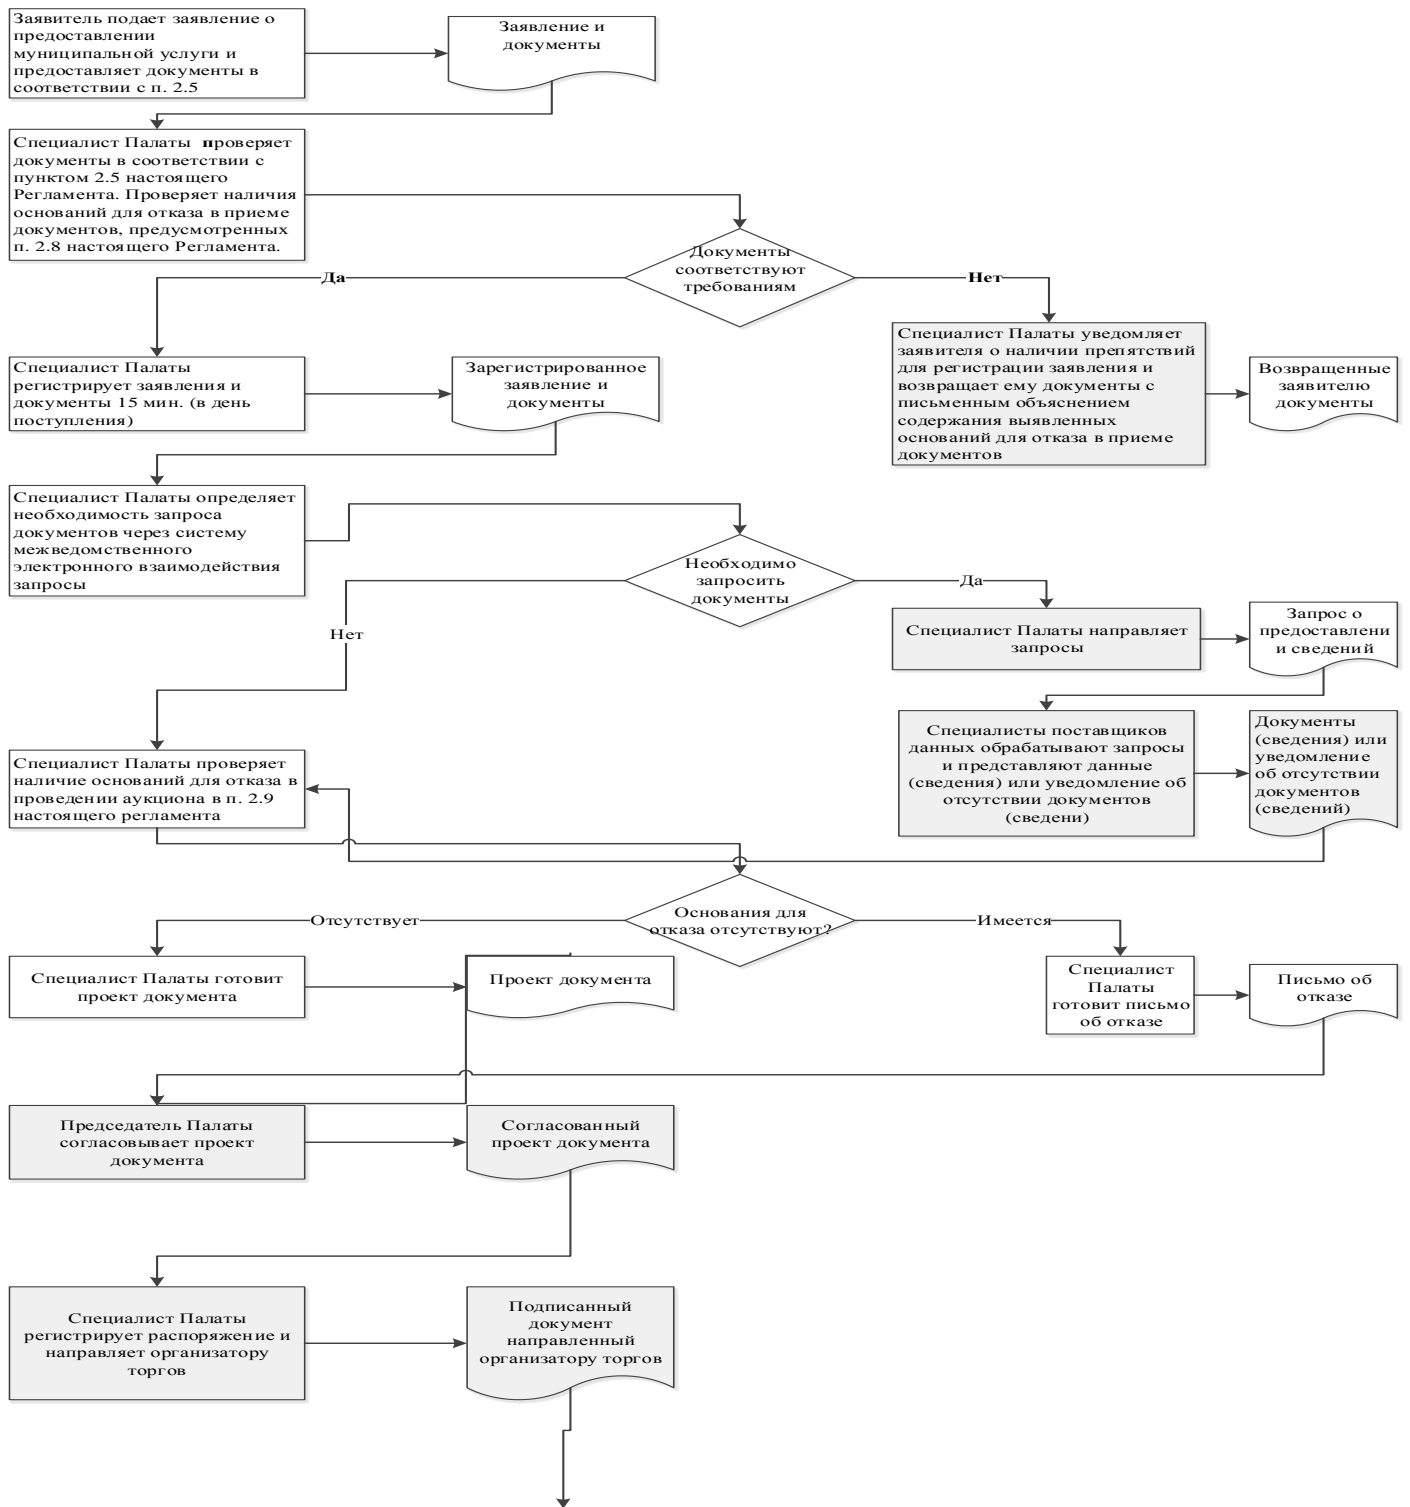 Заявитель подает заявление о
предоставлении
муниципальной услуги и
предоставляет документы в
соответствии с п. 2.5
Заявление и
документы
Специалист Палаты проверяет
документы в соответствии с
пунктом 2.5 настоящего
Регламента. Проверяет наличия
оснований для отказа в приеме
документов, предусмотренных
п. 2.8 настоящего Регламента.
Документы
соответствуют
требованиям
Да
Нет
Специалист Палаты
регистрирует заявления и
документы 15 мин. (в день
поступления)
Зарегистрированное
заявление и
документы
Специалист Палаты уведомляет
заявителя о наличии препятствий
для регистрации заявления и
возвращает ему документы с
письменным объяснением
содержания выявленных
оснований для отказа в приеме
документов
Возвращенные
заявителю
документы
Специалист Палаты определяет
необходимость запроса
документов через систему
межведомственного
электронного взаимодействия
запросы
Необходимо
запросить
документы
Да
Нет
Специалист Палаты направляет
запросы
Запрос о
предоставлени
и сведений
Специалисты поставщиков
данных обрабатывают запросы
и представляют данные
(сведения) или уведомление об
отсутствии документов
(сведени)
Документы
(сведения) или
уведомление
об отсутствии
документов
(сведений)
Специалист Палаты проверяет
наличие оснований для отказа в
проведении аукциона в п. 2.9
настоящего регламента
Основания для
отказа отсутствуют?
Отсутствует
Имеется
Специалист Палаты готовит
проект документа
Проект документа
Специалист
Палаты
готовит письмо
об отказе
Письмо об
отказе
Председатель Палаты
согласовывает проект
документа
Согласованный
проект документа
Специалист Палаты
регистрирует распоряжение и
направляет организатору
торгов
Подписанный
документ
направленный
организатору торгов